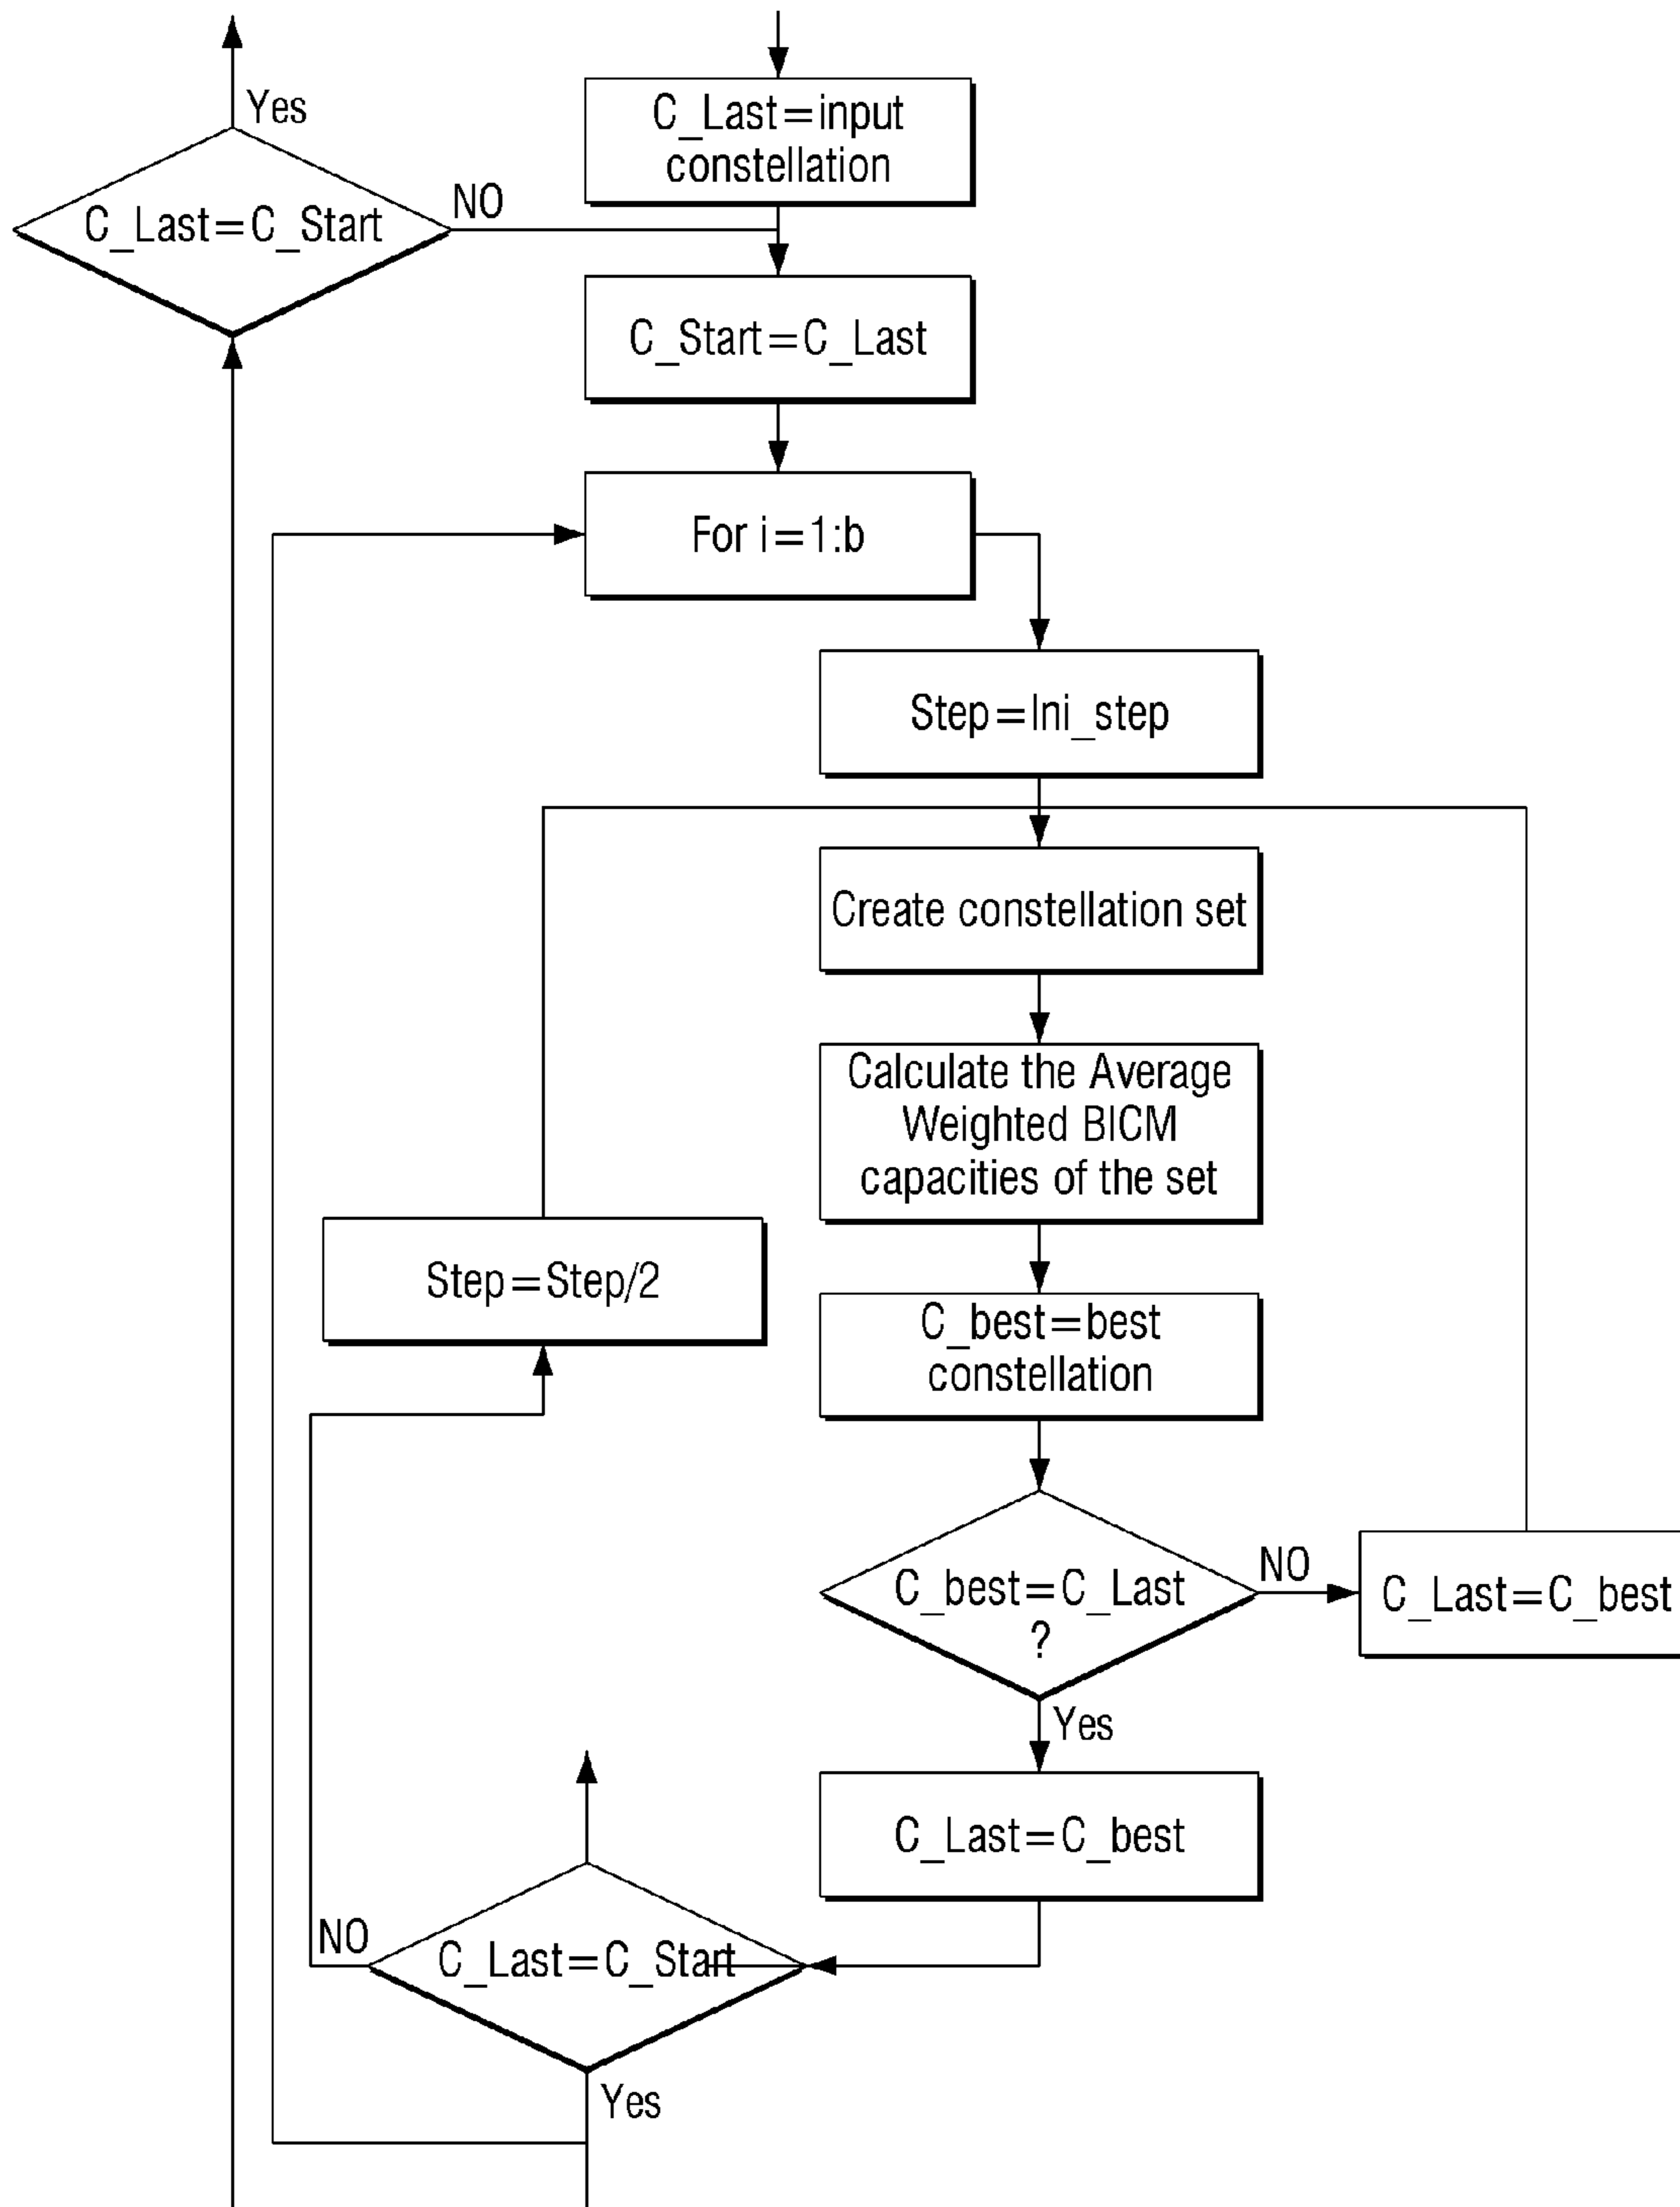 Yes
C_Last=input
constellation
NO
C_Last=C_Start
C_Start=C_Last
For i=1:b
Step=Ini_step
Create constellation set
Calculate the Average
Weighted BICM
capacities of the set
Step=Step/2
C_best=best
constellation
C_best=C_Last
?
NO
C_Last=C_best
Yes
C_Last=C_best
NO
C_Last=C_Start
Yes